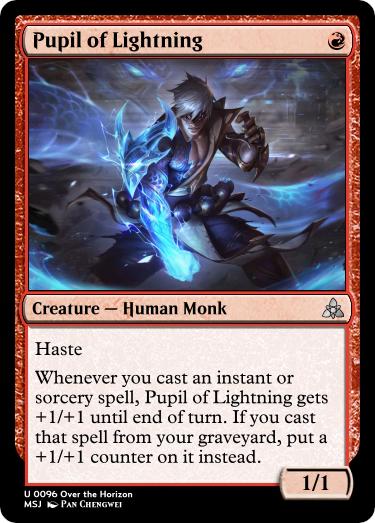 Pupil of Lightning
Creature — Human Monk
Haste
Whenever you cast an instant or
sorcery spell, Pupil of Lightning gets
+1/+1 until end of turn. If you cast
that spell from your graveyard, put a
+1/+1 counter on it instead.
1/1
U 0096 Over the Horizon
MSJ Pan Chengwei